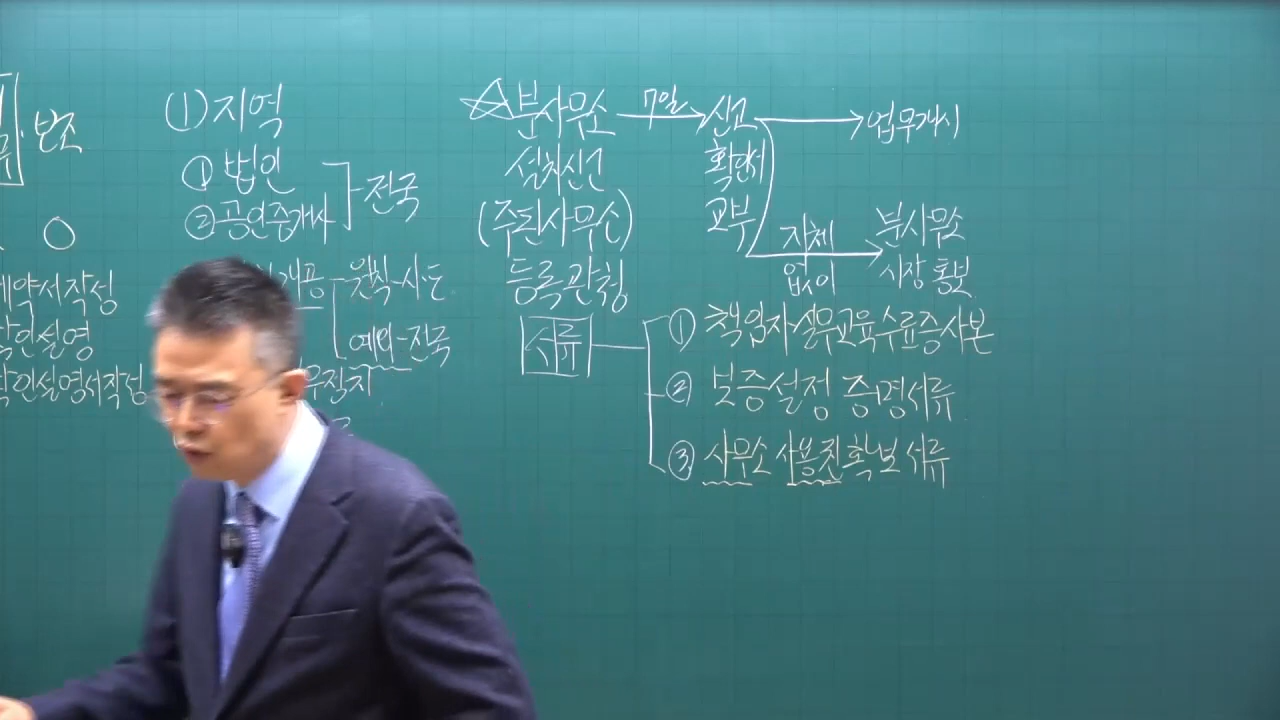 반소
계약서작성
확인설명
확인설명서작성
(1) 지역
① 법인
② 공인중개사
전국
원칙-시·도
예외-전국
☆분사무소
설치신고
(주된사무소)
등록관청
서류
7일
신고
확인서
교부
업무개시
지체
없이
분사무소
시장 통보
① 책임자실무교육수료증사본
② 보증설정 증명서류
③ 사무소 사용권확보서류